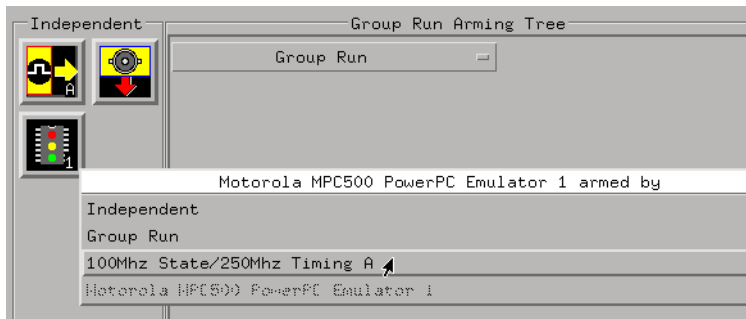 Independent
Group Run Arming Tree
A
Group Run
1
Motorola MPC500 PowerPC Emulator 1 armed by
Independent
Group Run
100Mhz State/250Mhz Timing A
Motorola MPC500 PowerPC Emulator 1